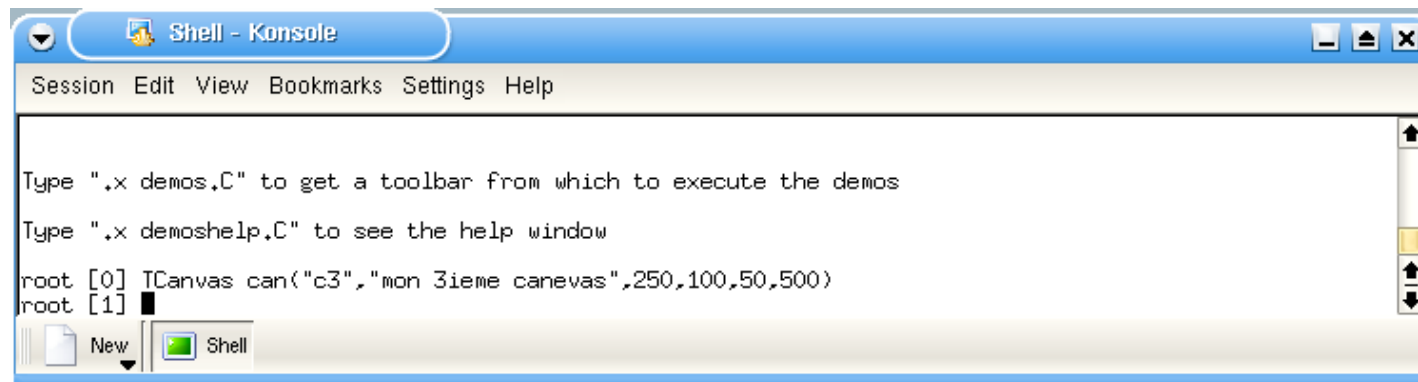 Shell - Konsole
Session Edit View Bookmarks Settings Help
Type ".x demos.C" to get a toolbar from which to execute the demos
Type ".x demoshelp.C" to see the help window
root [0] TCanvas can("c3","mon 3ieme canevas",250,100,50,500)
root [1]
New Shell